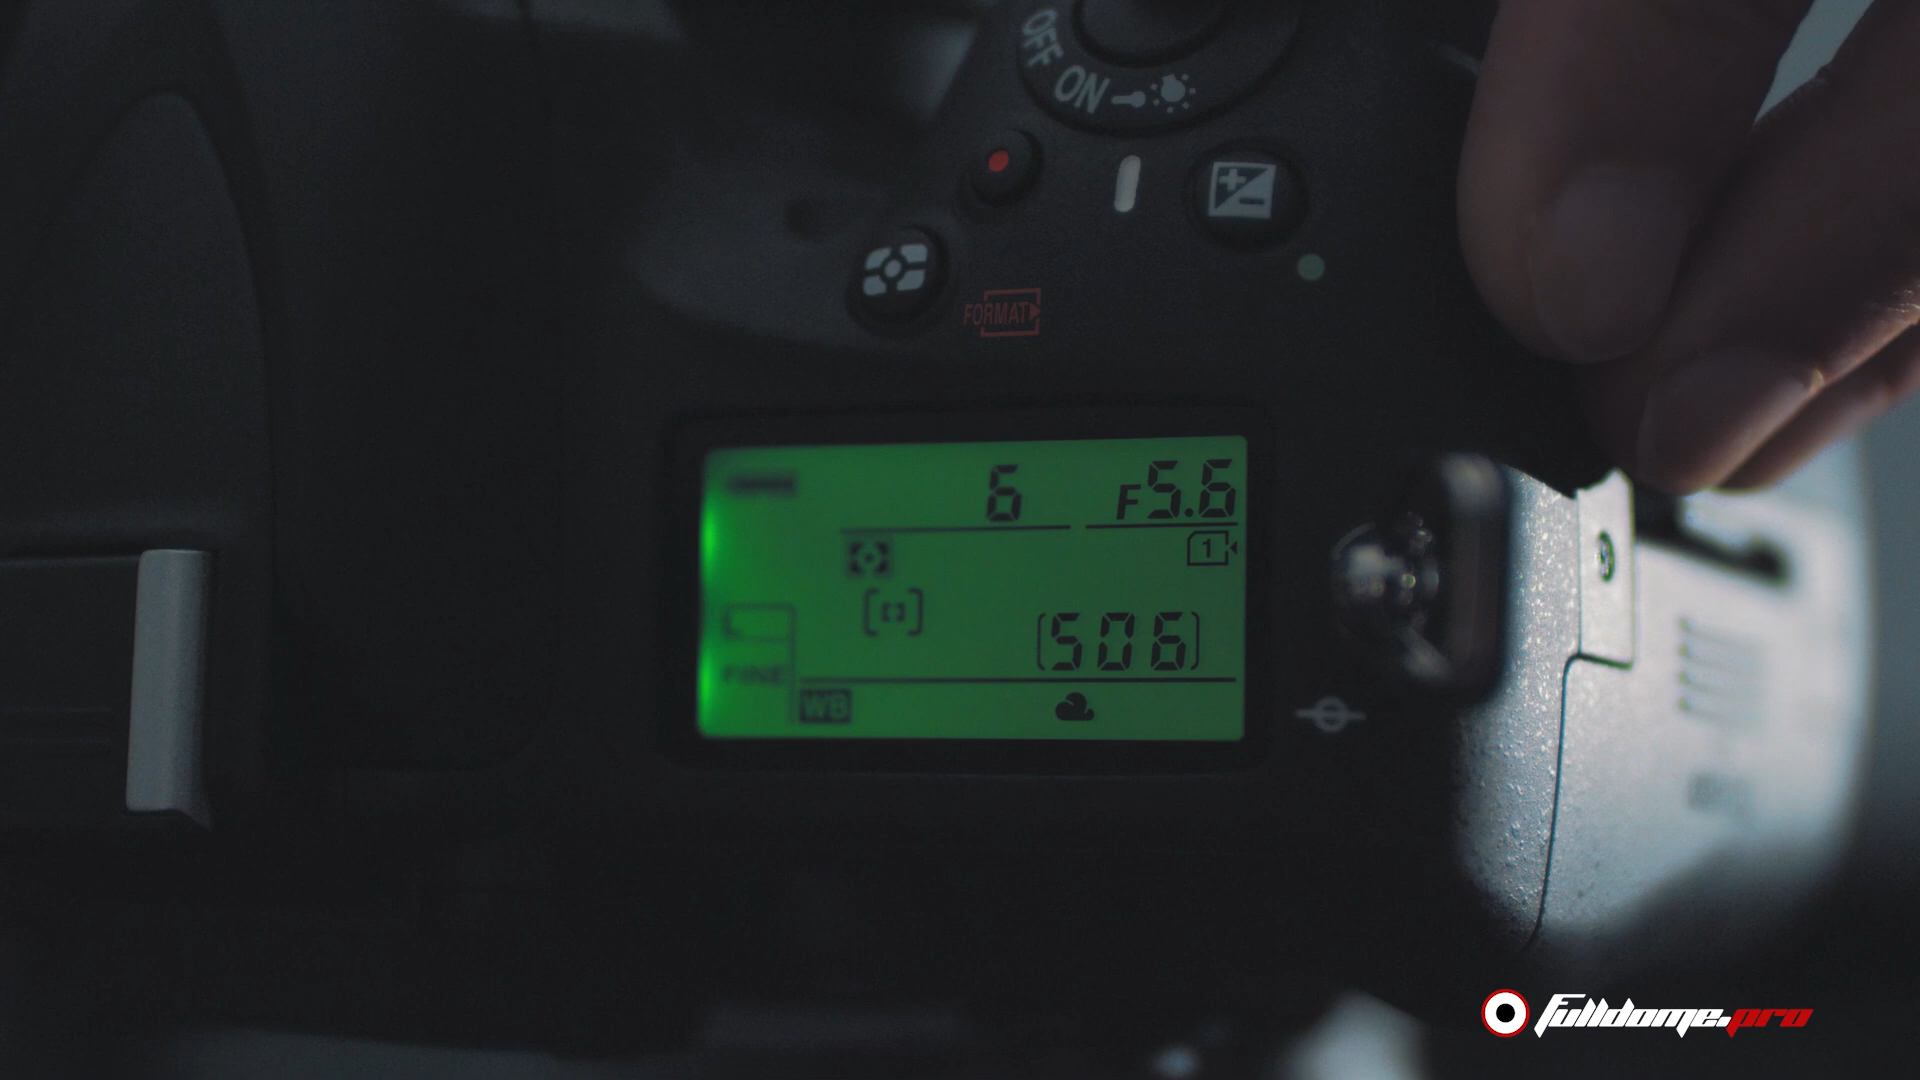 OFF
ON
FORMAT
6
F5.6
1
[506]
FINE
WB
fulldome.pro